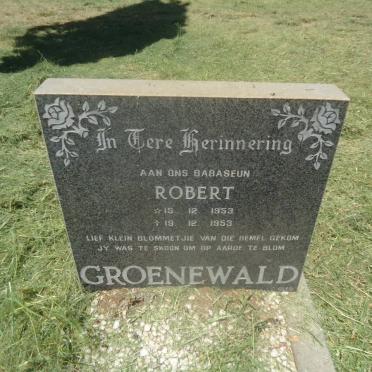 In Tere Herinnering
AAN ONS BABASEUN
ROBERT
☆ 15 12 1953
† 19 12 1953
LIEF KLEIN BLOMMETJIE VAN DIE HEMEL GEKOM
JY WAS TE SKOON OM OP AARDE TE BLOM
GROENEWALD